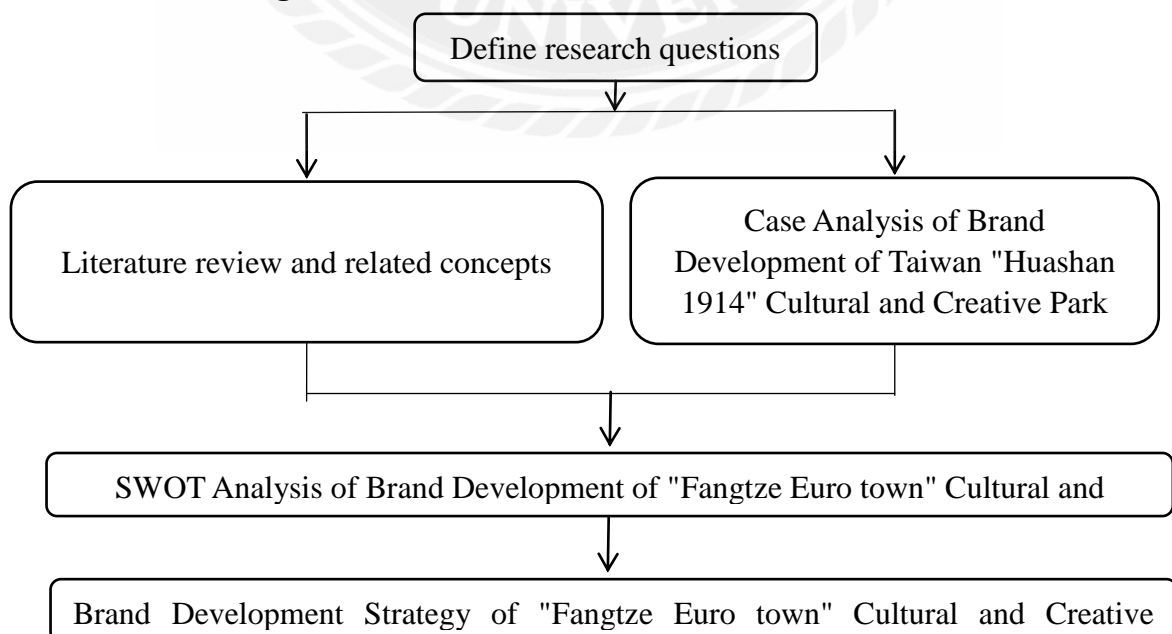 UNIVER
Define research questions
Literature review and related concepts
Case Analysis of Brand
Development of Taiwan "Huashan
1914" Cultural and Creative Park
SWOT Analysis of Brand Development of "Fangtze Euro town" Cultural and
Brand Development Strategy of "Fangtze Euro town" Cultural and Creative